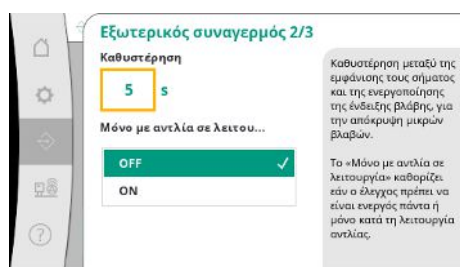 Εξωτερικός συναγερμός 2/3
Καθυστέρηση
5 s
Μόνο με αντλία σε λειτου...
OFF
ON
Καθυστέρηση μεταξύ της
εμφάνισης τους σήματος
και της ενεργοποίησης
της ένδειξης βλάβης, για
την απόκρυψη μικρών
βλαβών.
Το «Μόνο με αντλία σε
λειτουργία» καθορίζει
εάν ο έλεγχος πρέπει να
είναι ενεργός πάντα ή
μόνο κατά τη λειτουργία
αντλίας.